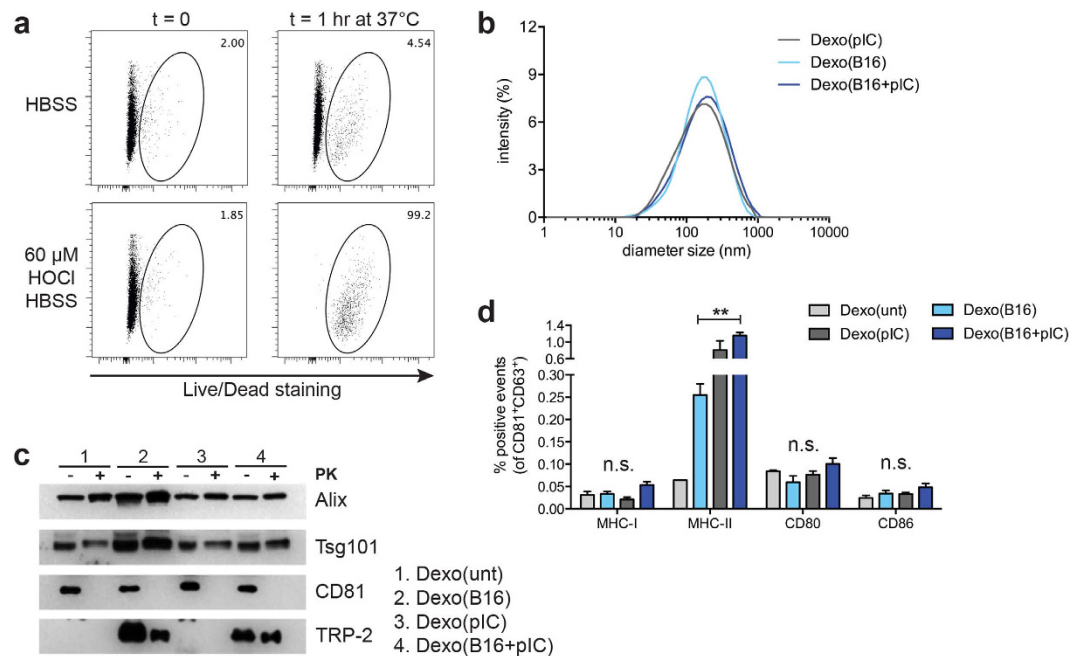 a
t = 0
t = 1 hr at 37°C
HBSS
2.00
4.54
60 µM
HOCl
HBSS
1.85
99.2
Live/Dead staining
b
intensity (%)
12
9
6
3
0
1 10 100 1000 10000
diameter size (nm)
Dexo(pIC)
Dexo(B16)
Dexo(B16+pIC)
c
1 2 3 4
- + - + - + - + PK
Alix
Tsg101
CD81
TRP-2
1. Dexo(unt)
2. Dexo(B16)
3. Dexo(pIC)
4. Dexo(B16+pIC)
d
Dexo(unt)
Dexo(B16)
Dexo(pIC)
Dexo(B16+pIC)
% positive events
(of CD81⁺CD63⁺)
1.4
1.0
0.6
0.30
0.25
0.20
0.15
0.10
0.05
0.00
n.s.
**
n.s.
n.s.
MHC-I MHC-II CD80 CD86